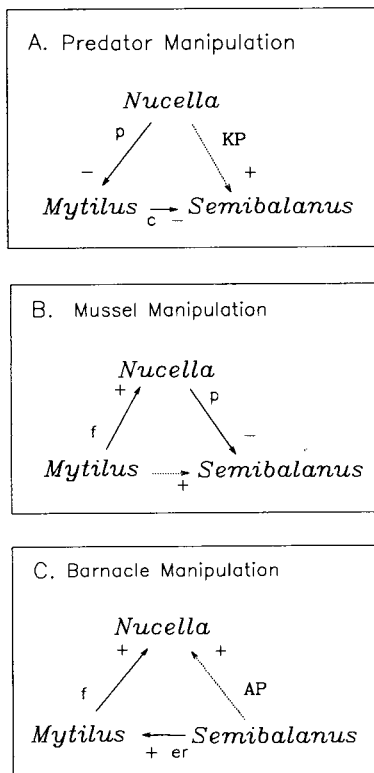 A. Predator Manipulation
Nucella
p
KP
−
+
Mytilus
Semibalanus
c
−
B. Mussel Manipulation
Nucella
+
p
f
−
Mytilus
Semibalanus
+
C. Barnacle Manipulation
Nucella
+
+
f
AP
Mytilus
Semibalanus
+ er